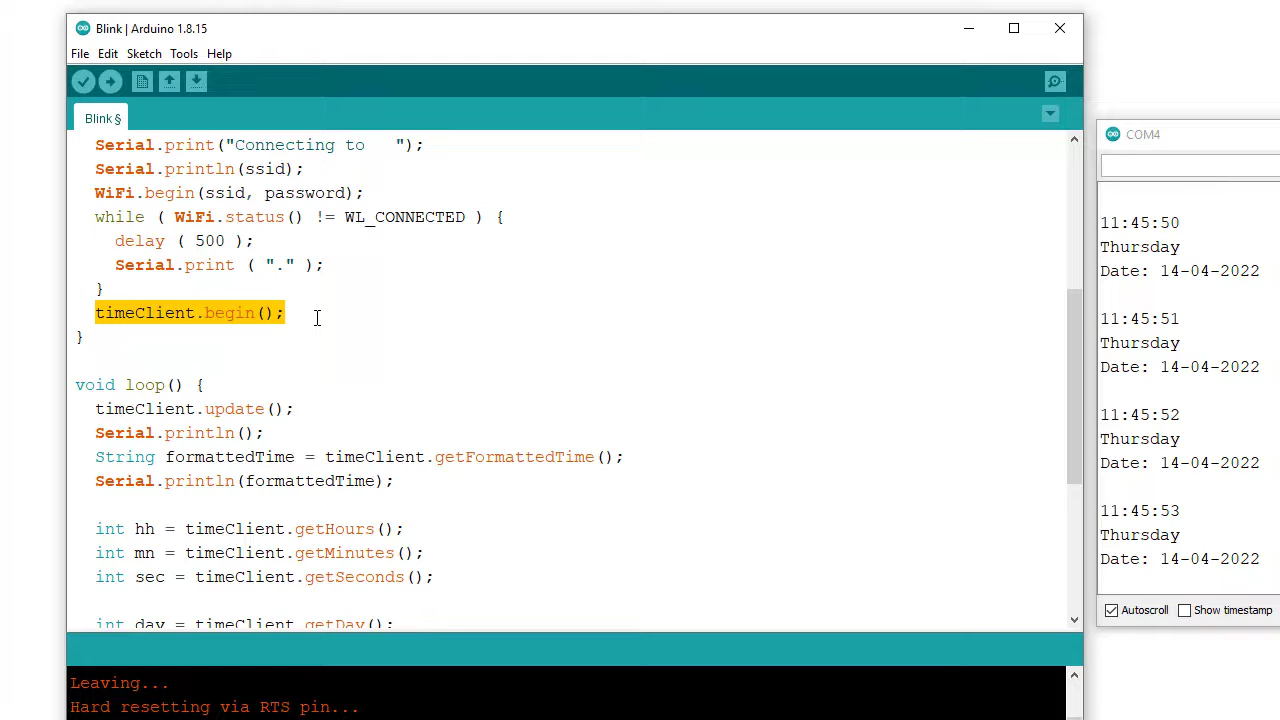 Blink | Arduino 1.8.15
File Edit Sketch Tools Help
Blink §
Serial.print("Connecting to   ");
Serial.println(ssid);
WiFi.begin(ssid, password);
while ( WiFi.status() != WL_CONNECTED ) {
delay ( 500 );
Serial.print ( "." );
}
timeClient.begin();
}
void loop() {
timeClient.update();
Serial.println();
String formattedTime = timeClient.getFormattedTime();
Serial.println(formattedTime);
int hh = timeClient.getHours();
int mn = timeClient.getMinutes();
int sec = timeClient.getSeconds();
int day = timeClient.getDay();
Leaving...
Hard resetting via RTS pin...
COM4
11:45:50
Thursday
Date: 14-04-2022
11:45:51
Thursday
Date: 14-04-2022
11:45:52
Thursday
Date: 14-04-2022
11:45:53
Thursday
Date: 14-04-2022
Autoscroll Show timestamp